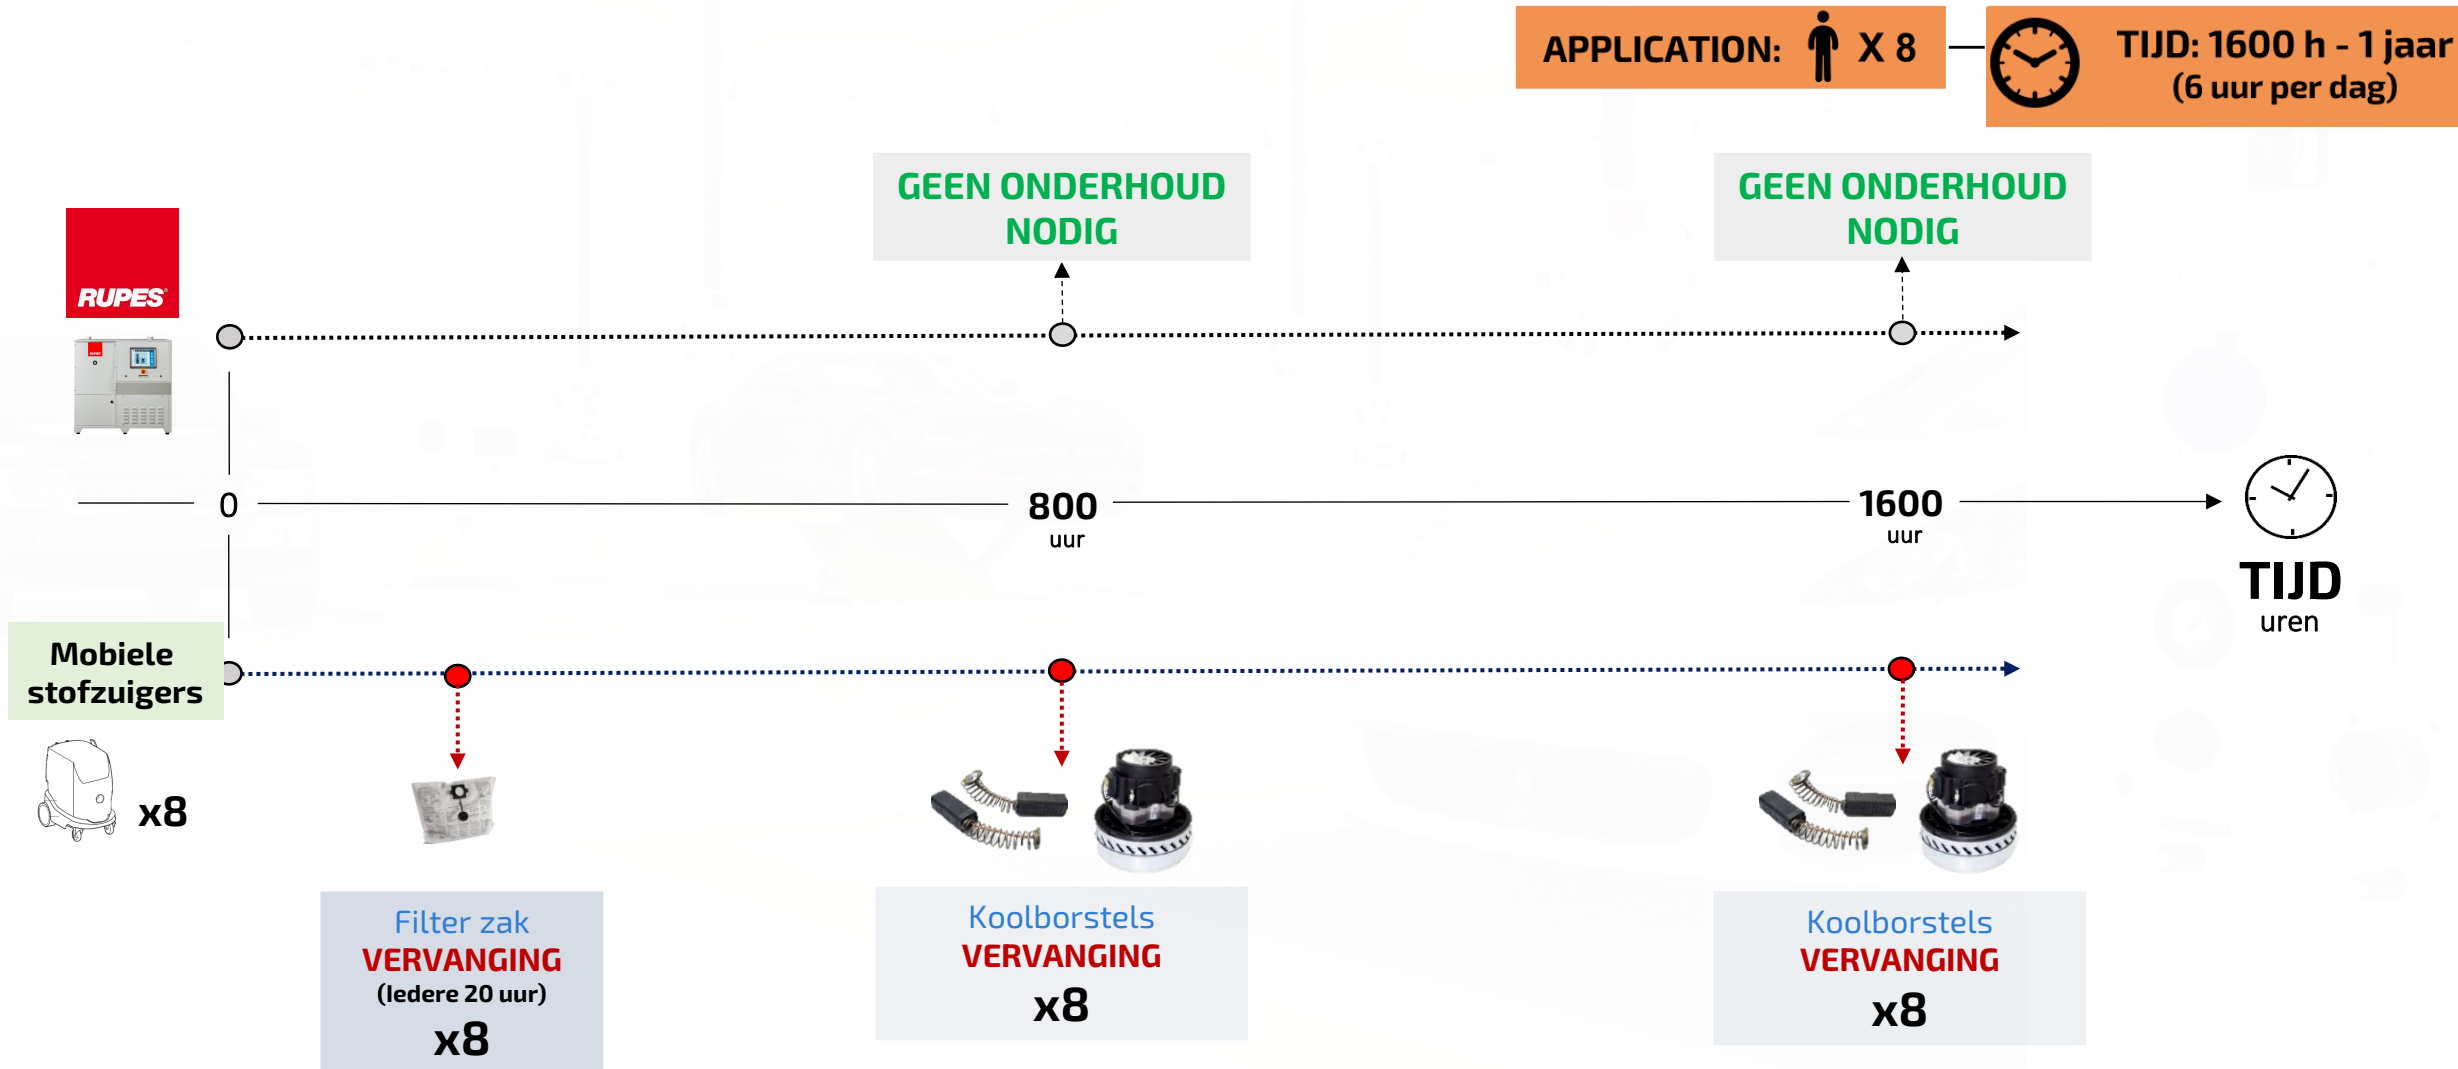 APPLICATION: X 8
TIJD: 1600 h - 1 jaar
(6 uur per dag)
GEEN ONDERHOUD
NODIG
GEEN ONDERHOUD
NODIG
RUPES
0
800
uur
1600
uur
TIJD
uren
Mobiele
stofzuigers
x8
Filter zak
VERVANGING
(Iedere 20 uur)
x8
Koolborstels
VERVANGING
x8
Koolborstels
VERVANGING
x8